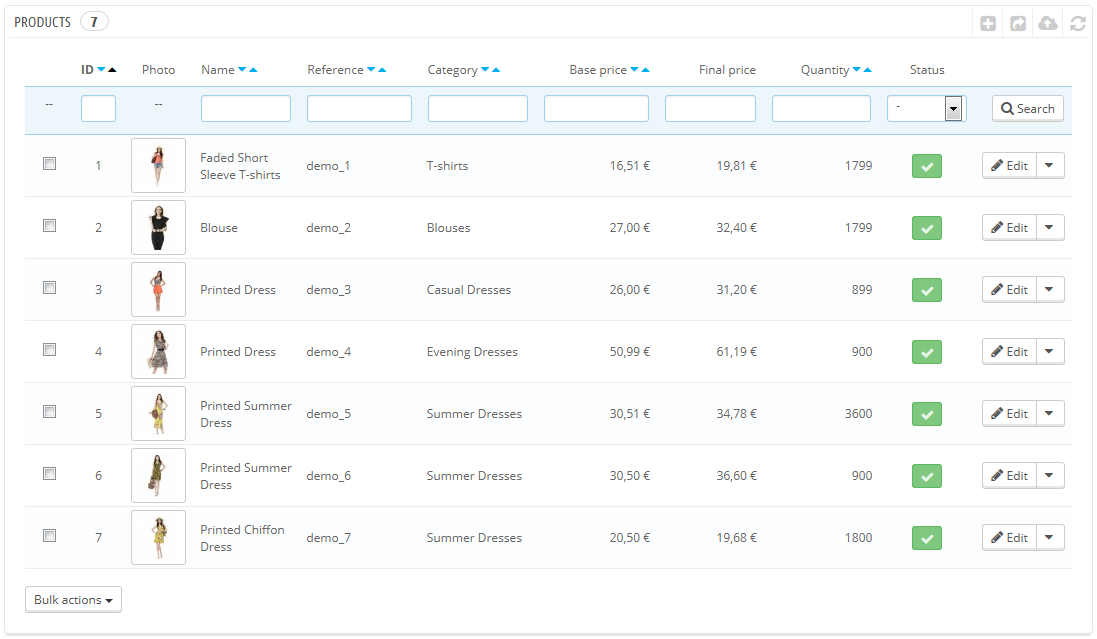 PRODUCTS 7
ID Photo Name Reference Category Base price Final price Quantity Status
-- -- - Search
1 Faded Short Sleeve T-shirts demo_1 T-shirts 16,51 € 19,81 € 1799 Edit
2 Blouse demo_2 Blouses 27,00 € 32,40 € 1799 Edit
3 Printed Dress demo_3 Casual Dresses 26,00 € 31,20 € 899 Edit
4 Printed Dress demo_4 Evening Dresses 50,99 € 61,19 € 900 Edit
5 Printed Summer Dress demo_5 Summer Dresses 30,51 € 34,78 € 3600 Edit
6 Printed Summer Dress demo_6 Summer Dresses 30,50 € 36,60 € 900 Edit
7 Printed Chiffon Dress demo_7 Summer Dresses 20,50 € 19,68 € 1800 Edit
Bulk actions